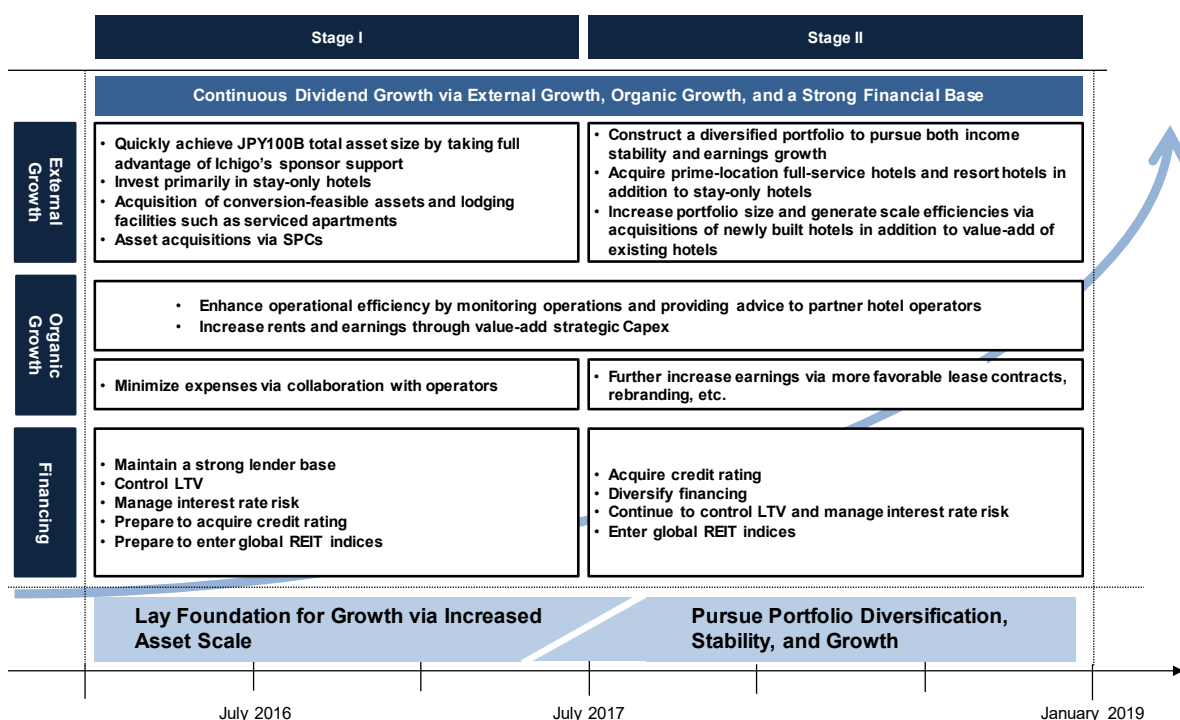 Stage I
Stage II
Continuous Dividend Growth via External Growth, Organic Growth, and a Strong Financial Base
External
Growth
• Quickly achieve JPY100B total asset size by taking full
advantage of Ichigo's sponsor support
• Invest primarily in stay-only hotels
• Acquisition of conversion-feasible assets and lodging
facilities such as serviced apartments
• Asset acquisitions via SPCs
• Construct a diversified portfolio to pursue both income
stability and earnings growth
• Acquire prime-location full-service hotels and resort hotels in
addition to stay-only hotels
• Increase portfolio size and generate scale efficiencies via
acquisitions of newly built hotels in addition to value-add of
existing hotels
Organic
Growth
• Enhance operational efficiency by monitoring operations and providing advice to partner hotel operators
• Increase rents and earnings through value-add strategic Capex
• Minimize expenses via collaboration with operators
• Further increase earnings via more favorable lease contracts,
rebranding, etc.
Financing
• Maintain a strong lender base
• Control LTV
• Manage interest rate risk
• Prepare to acquire credit rating
• Prepare to enter global REIT indices
• Acquire credit rating
• Diversify financing
• Continue to control LTV and manage interest rate risk
• Enter global REIT indices
Lay Foundation for Growth via Increased
Asset Scale
Pursue Portfolio Diversification,
Stability, and Growth
July 2016
July 2017
January 2019